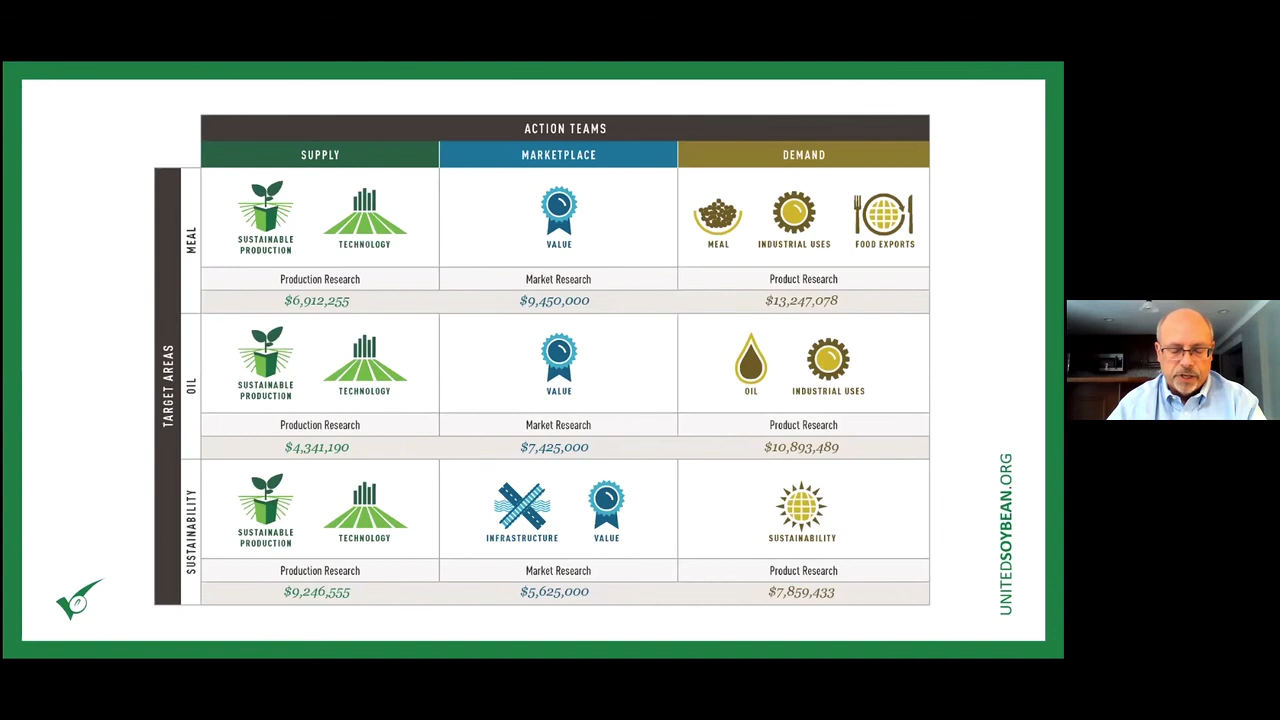 ACTION TEAMS
SUPPLY MARKETPLACE DEMAND
TARGET AREAS
MEAL
SUSTAINABLE
PRODUCTION
TECHNOLOGY
VALUE
MEAL
INDUSTRIAL USES
FOOD EXPORTS
Production Research Market Research Product Research
$6,912,255 $9,450,000 $13,247,078
OIL
SUSTAINABLE
PRODUCTION
TECHNOLOGY
VALUE
OIL
INDUSTRIAL USES
Production Research Market Research Product Research
$4,341,190 $7,425,000 $10,893,489
SUSTAINABILITY
SUSTAINABLE
PRODUCTION
TECHNOLOGY
INFRASTRUCTURE
VALUE
SUSTAINABILITY
Production Research Market Research Product Research
$9,246,555 $5,625,000 $7,859,433
UNITEDSOYBEAN.ORG